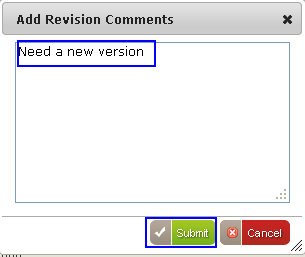 Add Revision Comments
Need a new version
Submit
Cancel